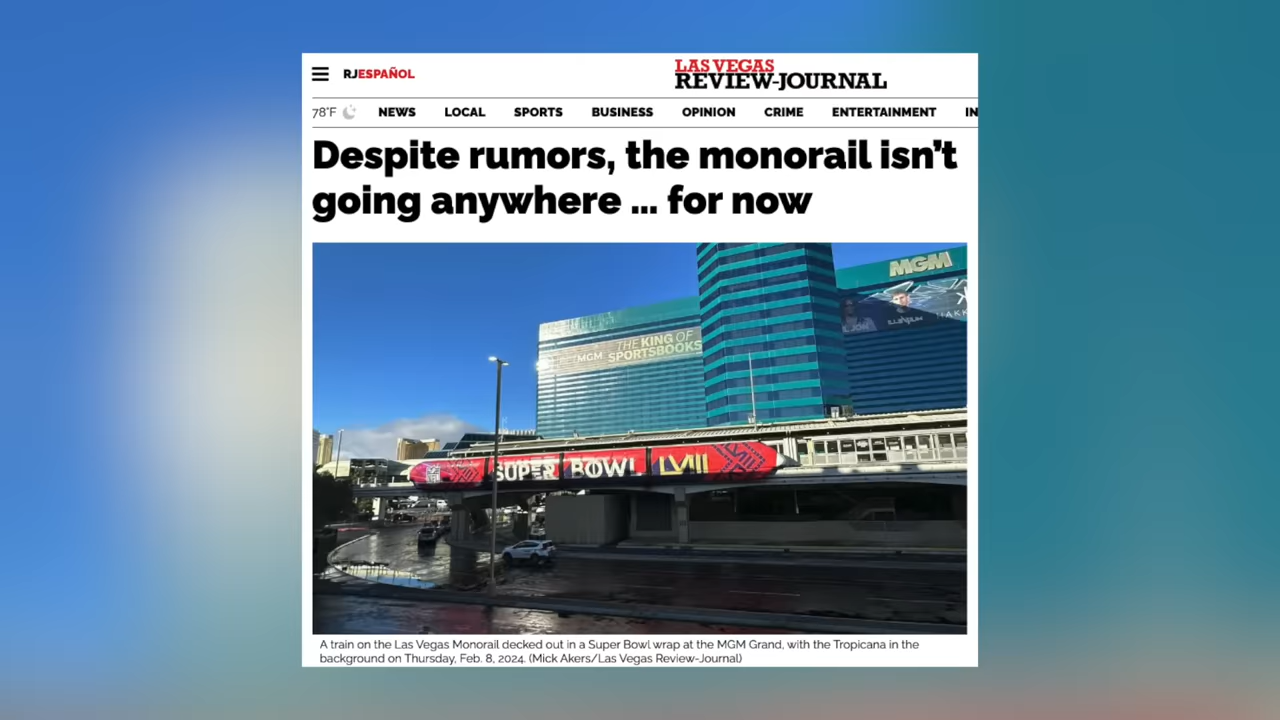 RJESPAÑOL
LAS VEGAS
REVIEW-JOURNAL
78°F NEWS LOCAL SPORTS BUSINESS OPINION CRIME ENTERTAINMENT IN
Despite rumors, the monorail isn't
going anywhere ... for now
MGM
THE KING OF
MGM SPORTSBOOKS
SUPER BOWL LVIII
A train on the Las Vegas Monorail decked out in a Super Bowl wrap at the MGM Grand, with the Tropicana in the
background on Thursday, Feb. 8, 2024. (Mick Akers/Las Vegas Review-Journal)